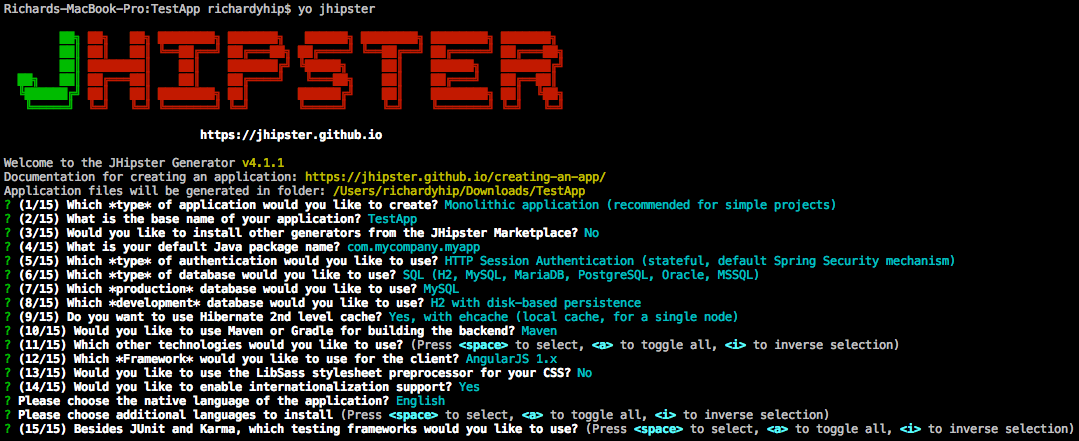 Richards-MacBook-Pro:TestApp richardyhip$ yo jhipster
JHIPSTER
https://jhipster.github.io
Welcome to the JHipster Generator v4.1.1
Documentation for creating an application: https://jhipster.github.io/creating-an-app/
Application files will be generated in folder: /Users/richardyhip/Downloads/TestApp
? (1/15) Which *type* of application would you like to create? Monolithic application (recommended for simple projects)
? (2/15) What is the base name of your application? TestApp
? (3/15) Would you like to install other generators from the JHipster Marketplace? No
? (4/15) What is your default Java package name? com.mycompany.myapp
? (5/15) Which *type* of authentication would you like to use? HTTP Session Authentication (stateful, default Spring Security mechanism)
? (6/15) Which *type* of database would you like to use? SQL (H2, MySQL, MariaDB, PostgreSQL, Oracle, MSSQL)
? (7/15) Which *production* database would you like to use? MySQL
? (8/15) Which *development* database would you like to use? H2 with disk-based persistence
? (9/15) Do you want to use Hibernate 2nd level cache? Yes, with ehcache (local cache, for a single node)
? (10/15) Would you like to use Maven or Gradle for building the backend? Maven
? (11/15) Which other technologies would you like to use? (Press <space> to select, <a> to toggle all, <i> to inverse selection)
? (12/15) Which *Framework* would you like to use for the client? AngularJS 1.x
? (13/15) Would you like to use the LibSass stylesheet preprocessor for your CSS? No
? (14/15) Would you like to enable internationalization support? Yes
? Please choose the native language of the application? English
? Please choose additional languages to install (Press <space> to select, <a> to toggle all, <i> to inverse selection)
? (15/15) Besides JUnit and Karma, which testing frameworks would you like to use? (Press <space> to select, <a> to toggle all, <i> to inverse selection)